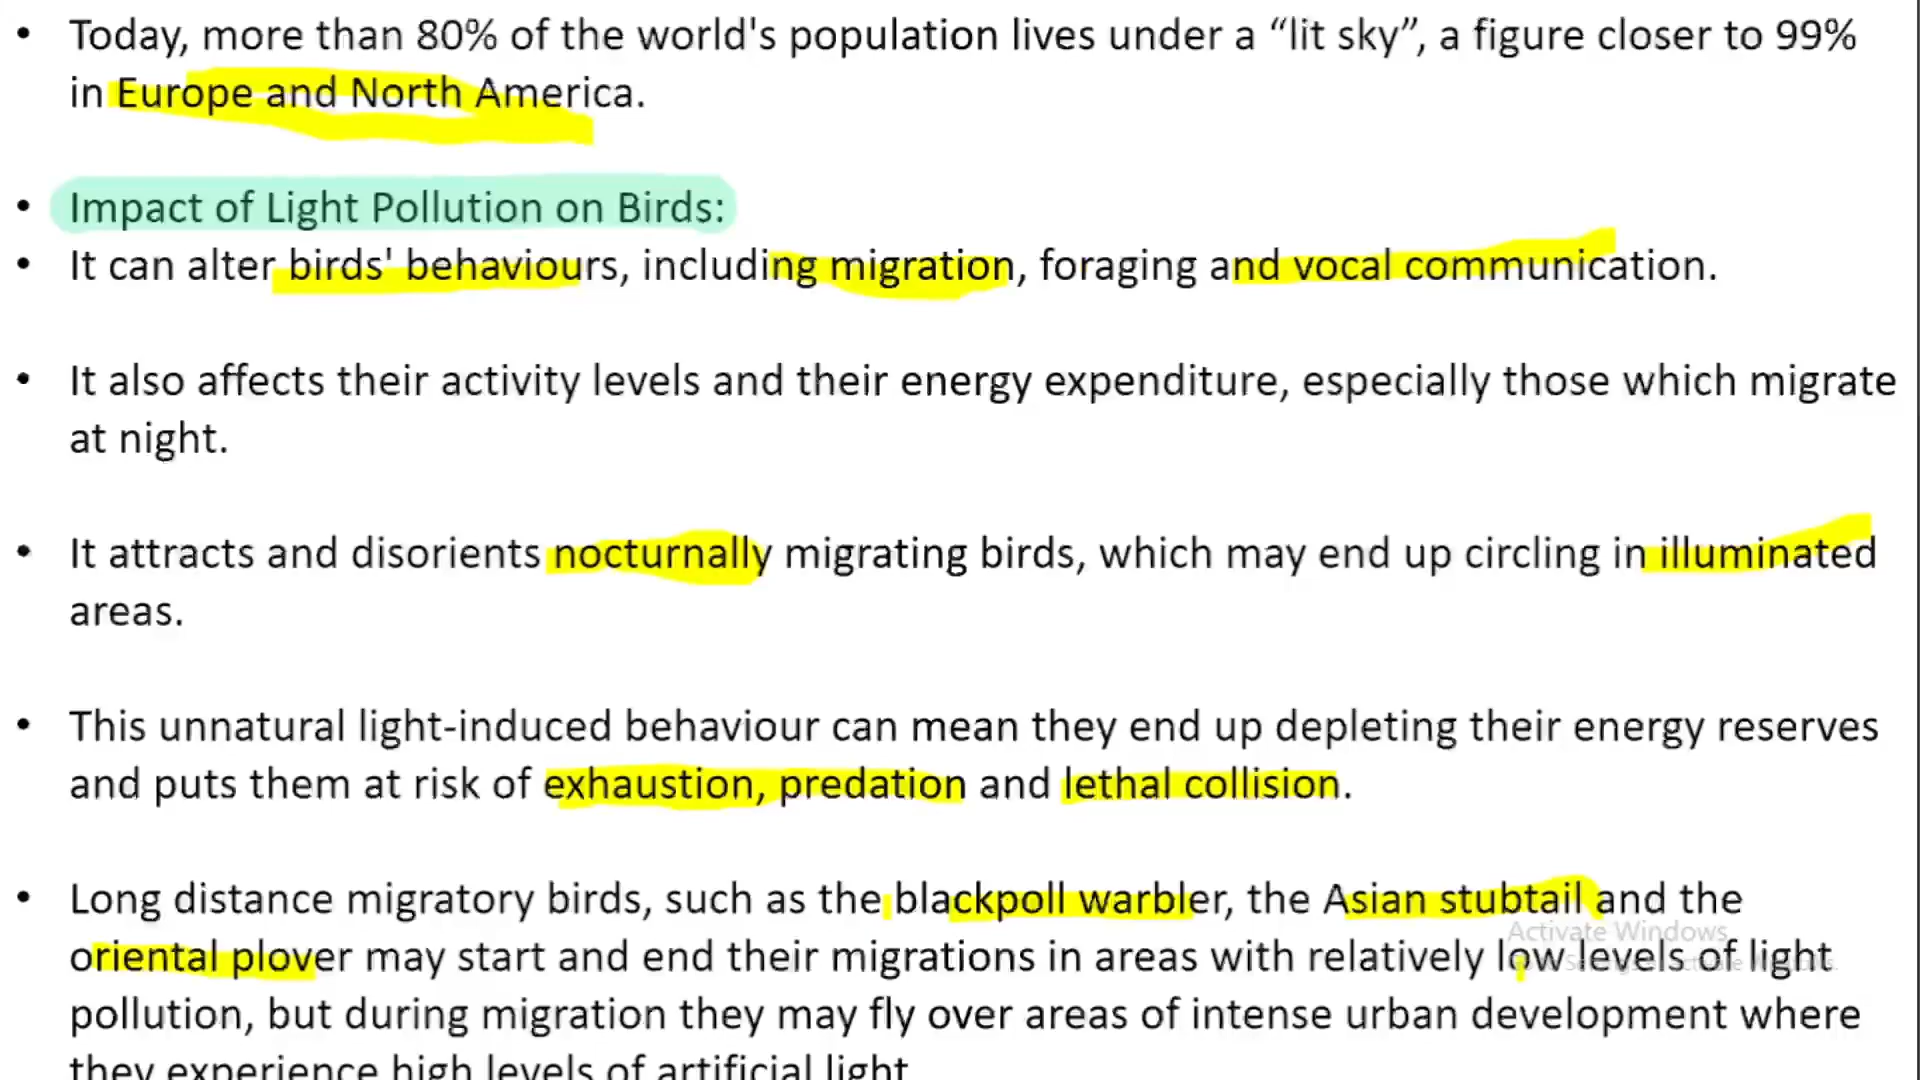 • Today, more than 80% of the world's population lives under a “lit sky”, a figure closer to 99%
in Europe and North America.
• Impact of Light Pollution on Birds:
• It can alter birds' behaviours, including migration, foraging and vocal communication.
• It also affects their activity levels and their energy expenditure, especially those which migrate
at night.
• It attracts and disorients nocturnally migrating birds, which may end up circling in illuminated
areas.
• This unnatural light-induced behaviour can mean they end up depleting their energy reserves
and puts them at risk of exhaustion, predation and lethal collision.
• Long distance migratory birds, such as the blackpoll warbler, the Asian stubtail and the
Activate Windows
oriental plover may start and end their migrations in areas with relatively low levels of light
pollution, but during migration they may fly over areas of intense urban development where
they experience high levels of artificial light